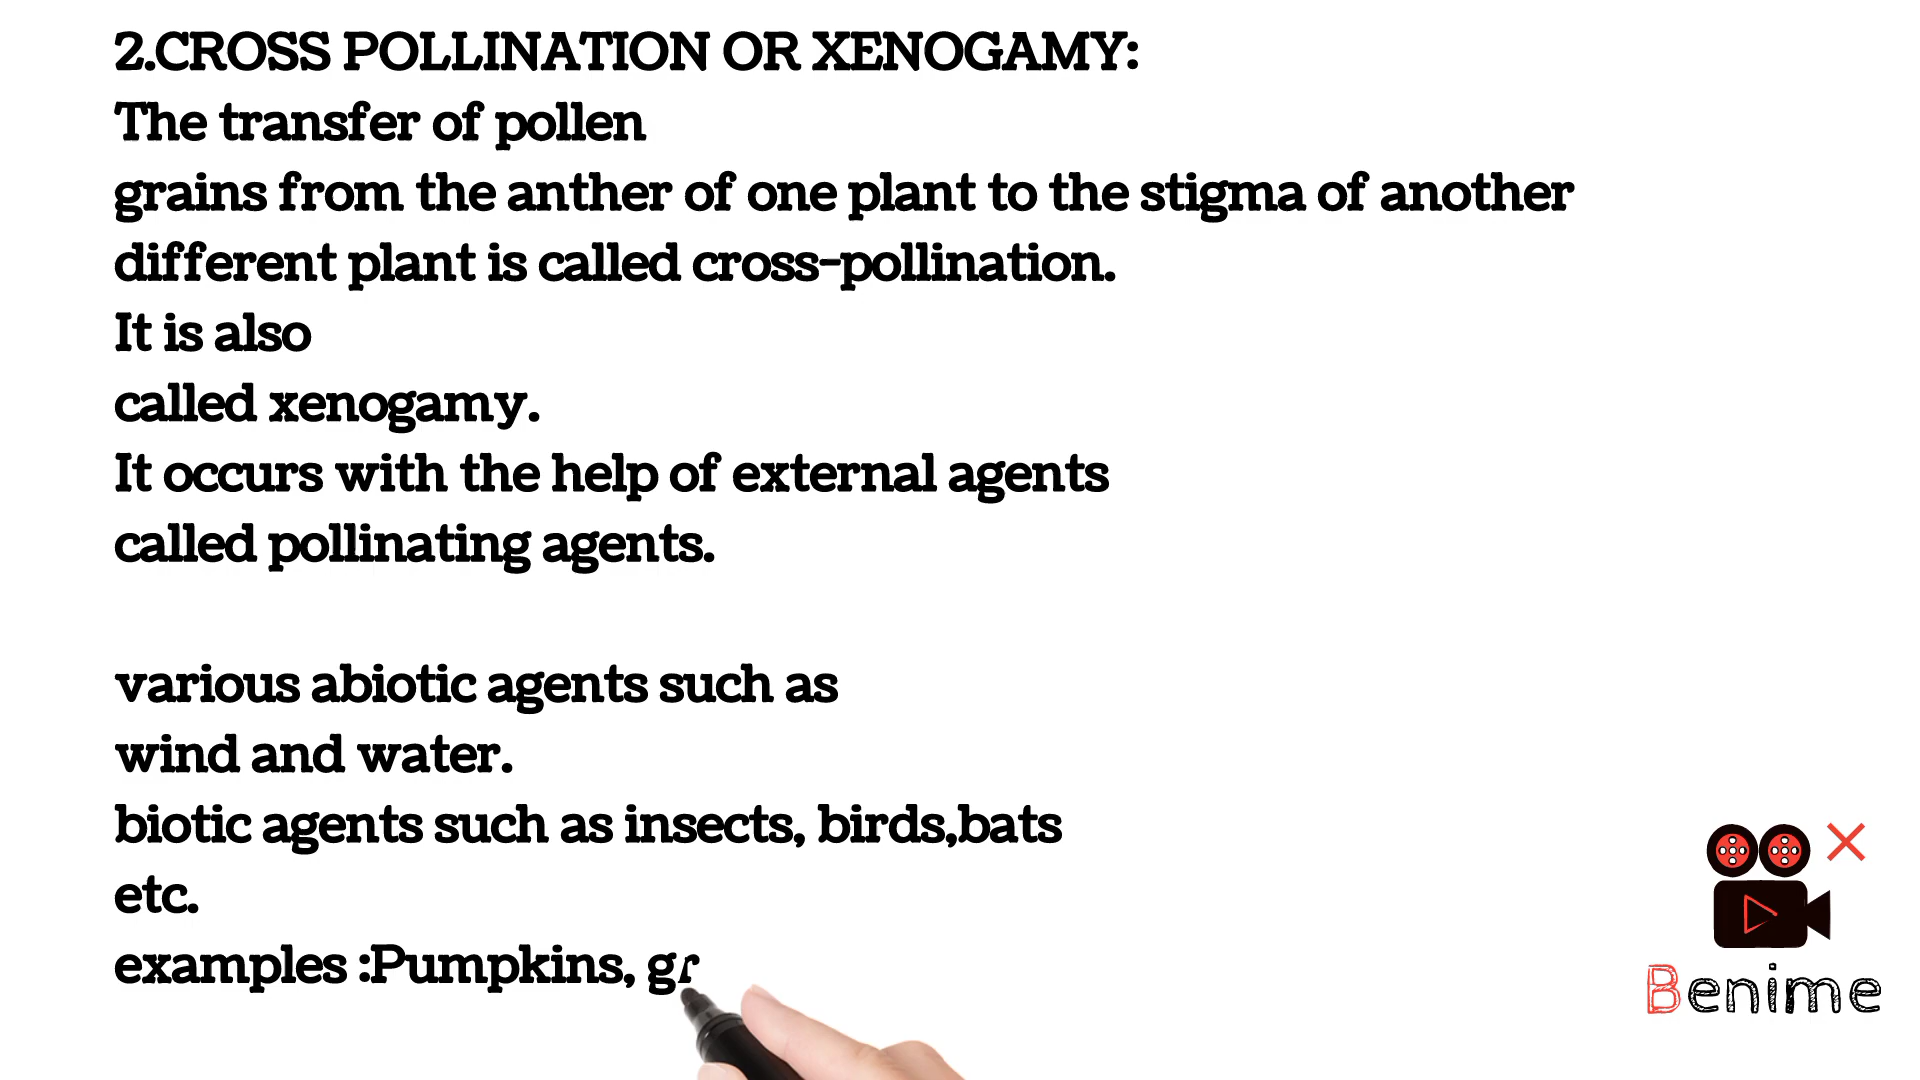 2.CROSS POLLINATION OR XENOGAMY:
The transfer of pollen
grains from the anther of one plant to the stigma of another
different plant is called cross-pollination.
It is also
called xenogamy.
It occurs with the help of external agents
called pollinating agents.
various abiotic agents such as
wind and water.
biotic agents such as insects, birds,bats
etc.
examples :Pumpkins, gr
Benime